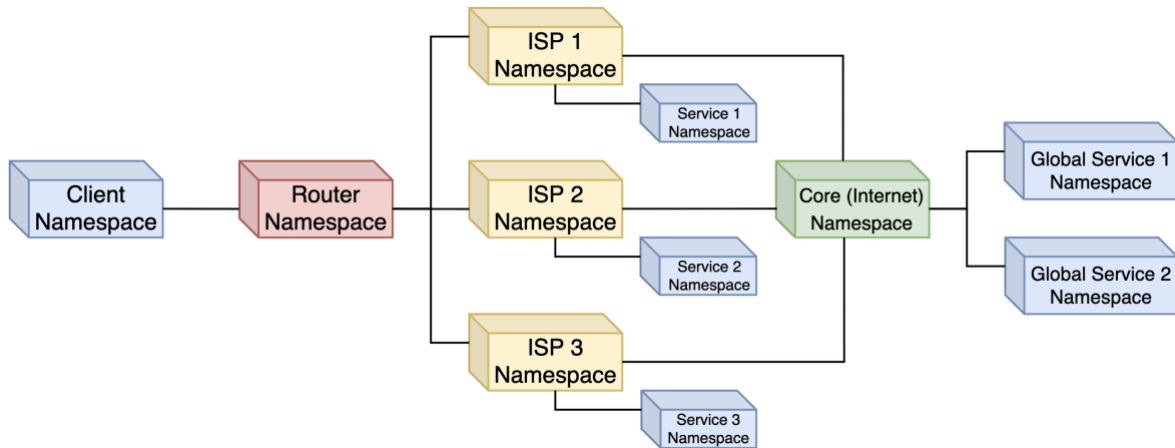 ISP 1
Namespace
Service 1
Namespace
Client
Namespace
Router
Namespace
ISP 2
Namespace
Service 2
Namespace
ISP 3
Namespace
Service 3
Namespace
Core (Internet)
Namespace
Global Service 1
Namespace
Global Service 2
Namespace